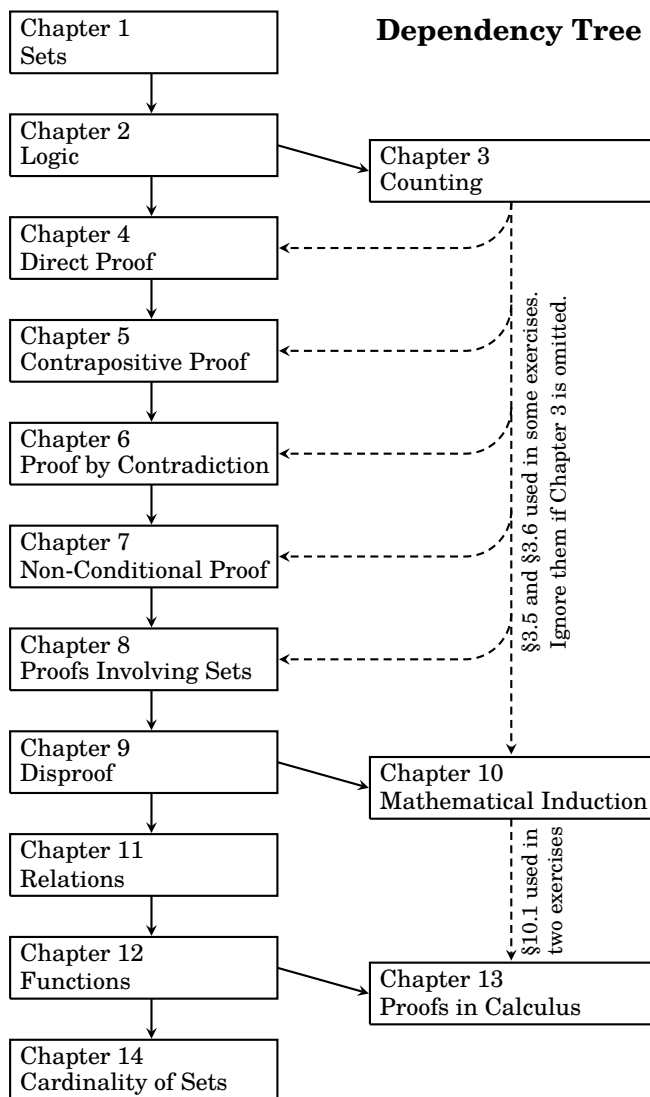 Dependency Tree
Chapter 1
Sets
Chapter 2
Logic
Chapter 3
Counting
Chapter 4
Direct Proof
Chapter 5
Contrapositive Proof
Chapter 6
Proof by Contradiction
Chapter 7
Non-Conditional Proof
Chapter 8
Proofs Involving Sets
§3.5 and §3.6 used in some exercises.
Ignore them if Chapter 3 is omitted.
Chapter 9
Disproof
Chapter 10
Mathematical Induction
Chapter 11
Relations
§10.1 used in
two exercises
Chapter 12
Functions
Chapter 13
Proofs in Calculus
Chapter 14
Cardinality of Sets